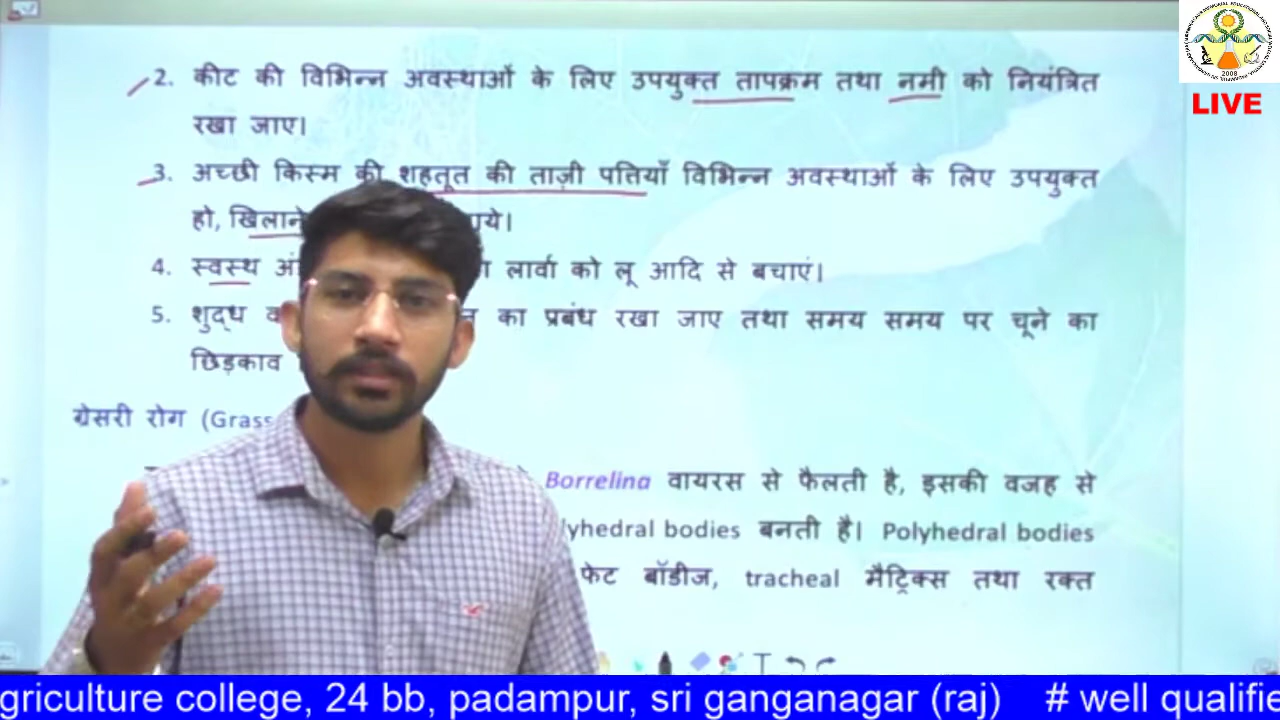 2. कीट की विभिन्न अवस्थाओं के लिए उपयुक्त तापक्रम तथा नमी को नियंत्रित
रखा जाए।
3. अच्छी किस्म की शहतूत की ताज़ी पत्तियाँ विभिन्न अवस्थाओं के लिए उपयुक्त
हो, खिलाने
4. स्वस्थ लार्वा को लू आदि से बचाएं।
5. शुद्ध का प्रबंध रखा जाए तथा समय समय पर चूने का
छिड़काव
ग्रेसरी रोग (Grass
Borrelina वायरस से फैलती है, इसकी वजह से
lyhedral bodies बनती है। Polyhedral bodies
फेट बॉडीज, tracheal मैट्रिक्स तथा रक्त
2008
LIVE
griculture college, 24 bb, padampur, sri ganganagar (raj) # well qualifie